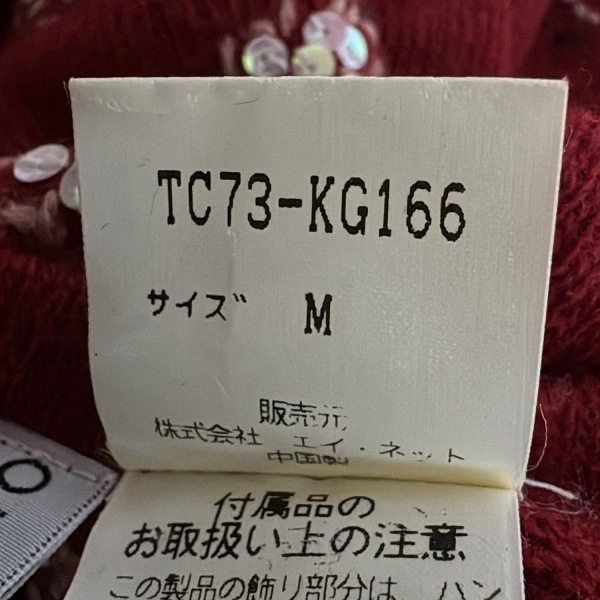 TC73-KG166
サイズ M
販売元
株式会社 エイ・ネット
中国製
付属品の
お取扱い上の注意
この製品の飾り部分は、ハン
O